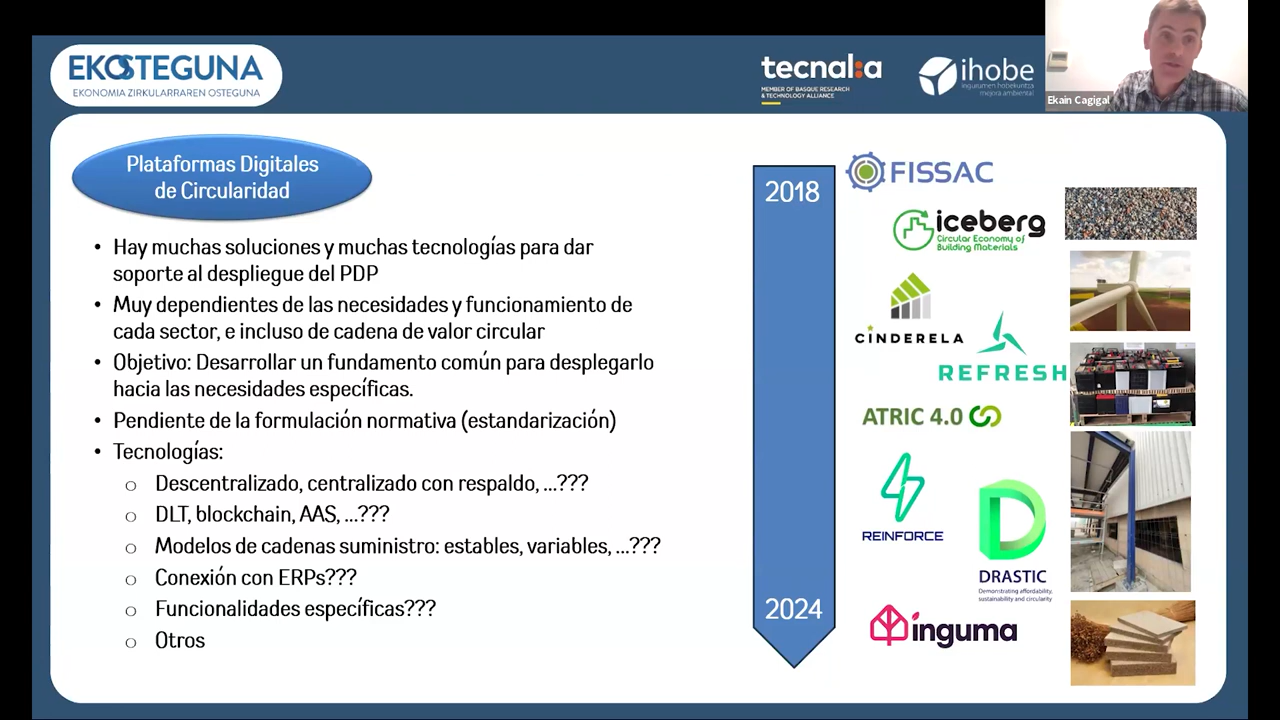 EKOSTEGUNA
EKONOMIA ZIRKULARRAREN OSTEGUNA
tecnal:a
MEMBER OF BASQUE RESEARCH
& TECHNOLOGY ALLIANCE
ihobe
ingurumen hobekuntza
mejora ambiental
Ekain Cagigal
Plataformas Digitales
de Circularidad
• Hay muchas soluciones y muchas tecnologías para dar
soporte al despliegue del PDP
• Muy dependientes de las necesidades y funcionamiento de
cada sector, e incluso de cadena de valor circular
• Objetivo: Desarrollar un fundamento común para desplegarlo
hacia las necesidades específicas.
• Pendiente de la formulación normativa (estandarización)
• Tecnologías:
o Descentralizado, centralizado con respaldo, ...???
o DLT, blockchain, AAS, ...???
o Modelos de cadenas suministro: estables, variables, ...???
o Conexión con ERPs???
o Funcionalidades específicas???
o Otros
2018
2024
FISSAC
iceberg
Circular Economy of
Building Materials
CINDERELA
REFRESH
ATRIC 4.0
REINFORCE
DRASTIC
Demonstrating affordability,
sustainability and circularity
inguma